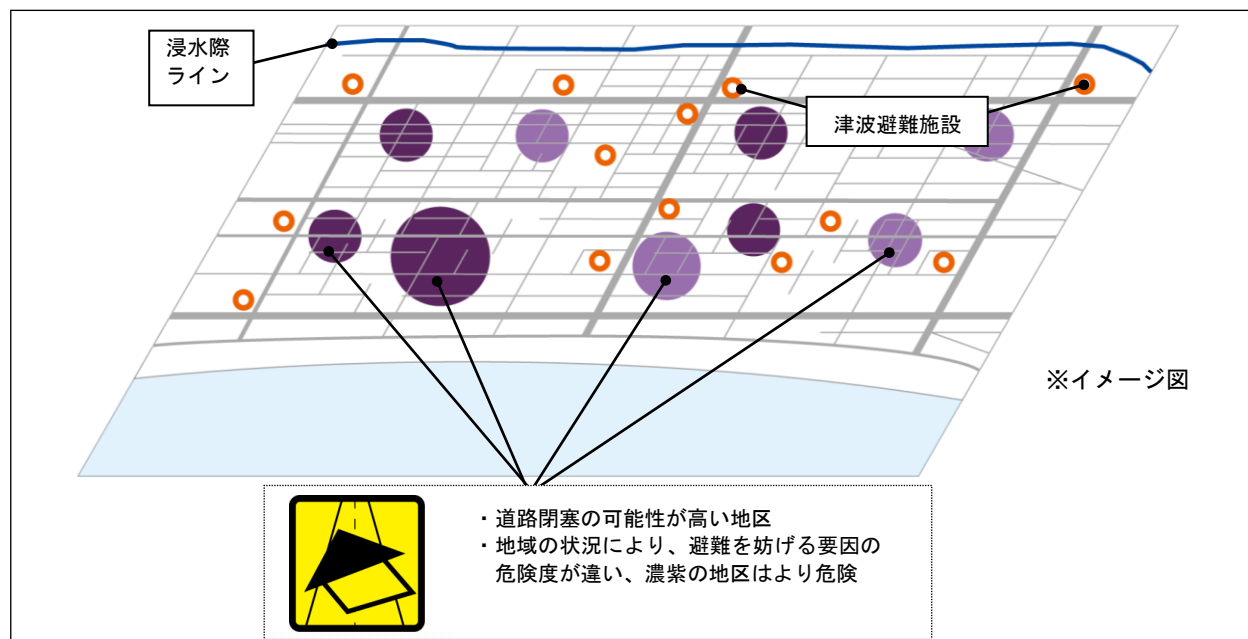 浸水際
ライン
津波避難施設
※イメージ図
・道路閉塞の可能性が高い地区
・地域の状況により、避難を妨げる要因の
危険度が違い、濃紫の地区はより危険